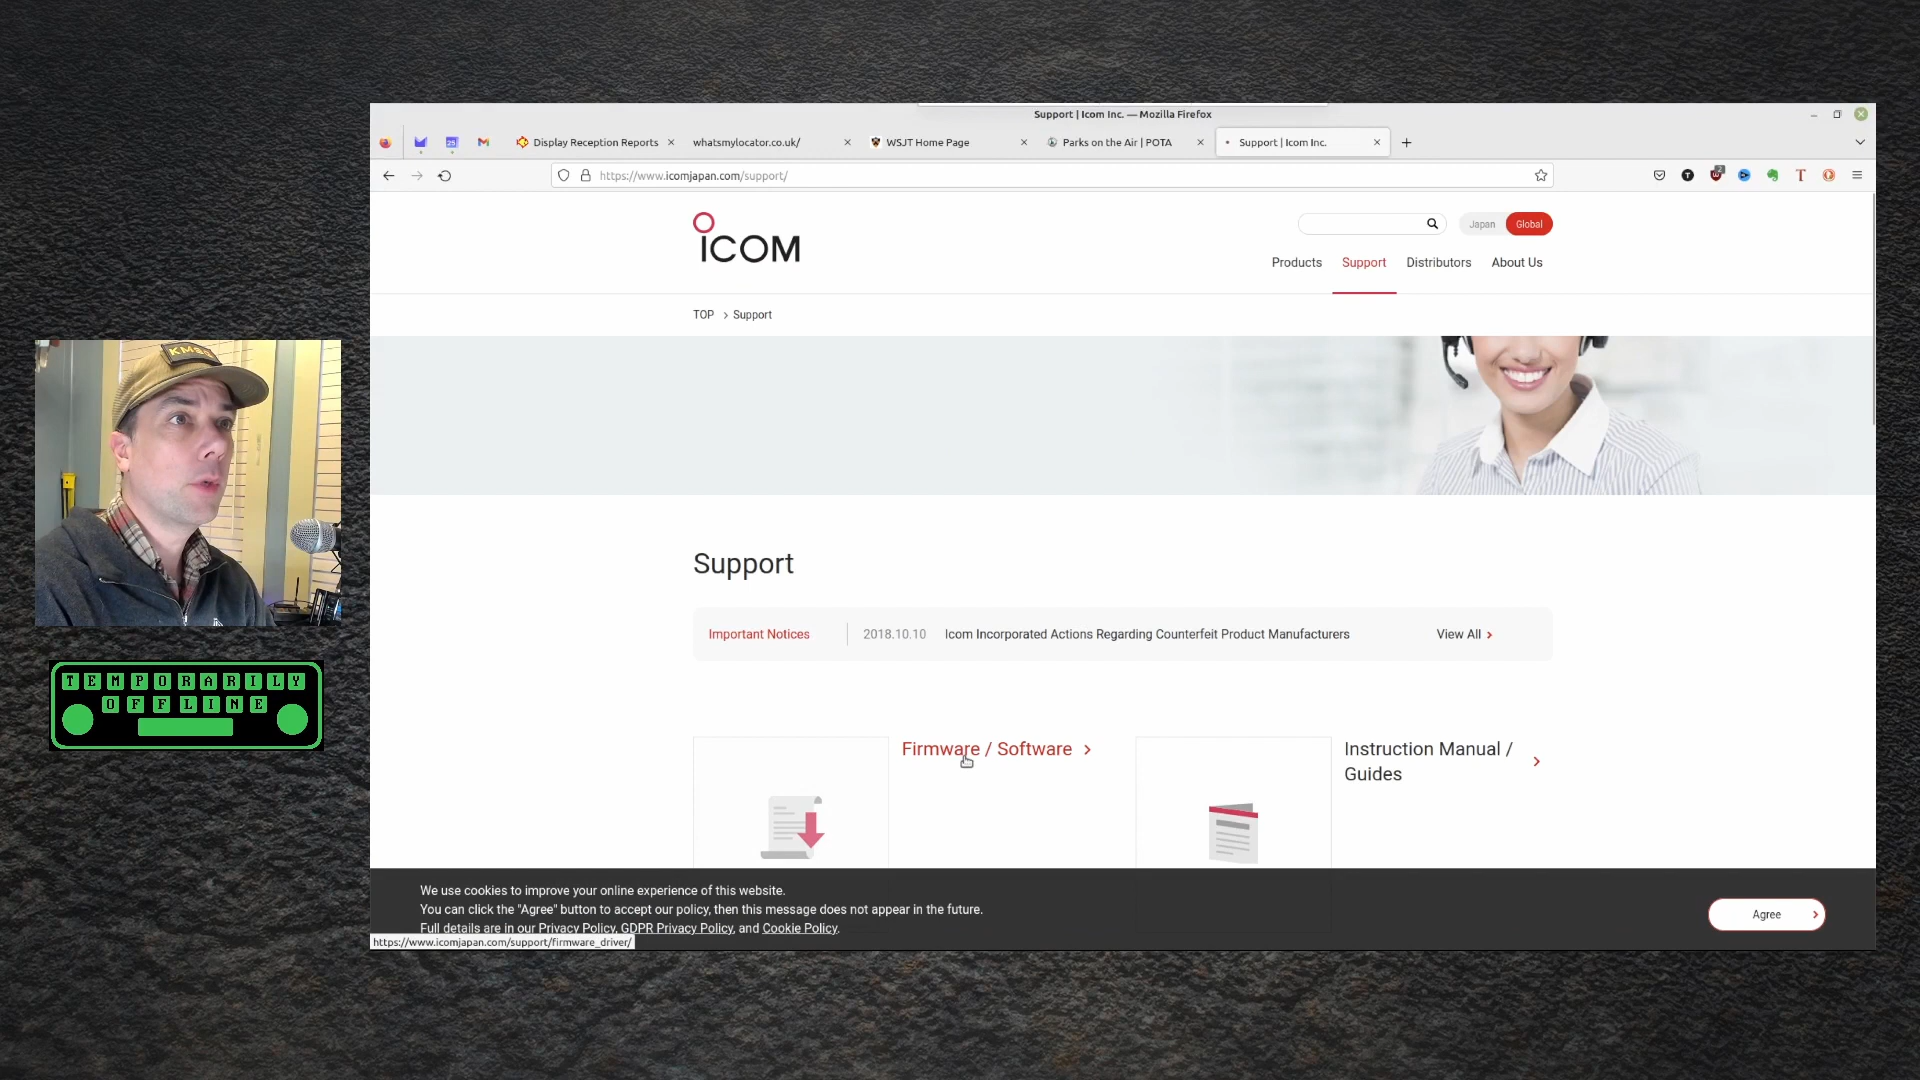 Support | Icom Inc. — Mozilla Firefox
Display Reception Reports
whatsmylocator.co.uk/
WSJT Home Page
Parks on the Air | POTA
Support | Icom Inc.
https://www.icomjapan.com/support/
ICOM
Japan
Global
Products
Support
Distributors
About Us
TOP > Support
Support
Important Notices
2018.10.10
Icom Incorporated Actions Regarding Counterfeit Product Manufacturers
View All
Firmware / Software
Instruction Manual /
Guides
We use cookies to improve your online experience of this website.
You can click the "Agree" button to accept our policy, then this message does not appear in the future.
Full details are in our Privacy Policy, GDPR Privacy Policy, and Cookie Policy.
Agree
https://www.icomjapan.com/support/firmware_driver/
TEMPORARILY
OFFLINE